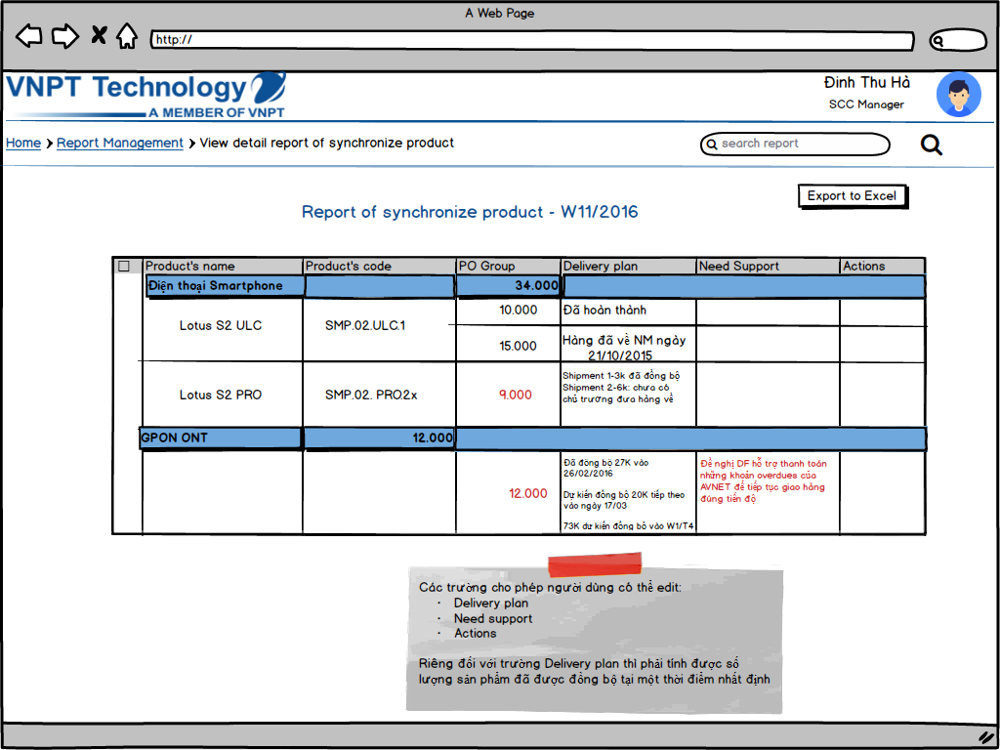 A Web Page
http://
VNPT Technology
A MEMBER OF VNPT
Đinh Thu Hà
SCC Manager
Home > Report Management > View detail report of synchronize product
search report
Export to Excel
Report of synchronize product - W11/2016
Product's name Product's code PO Group Delivery plan Need Support Actions
Điện thoại Smartphone 34.000
Lotus S2 ULC SMP.02.ULC.1
10.000 Đã hoàn thành
15.000 Hàng đã về NM ngày
21/10/2015
Lotus S2 PRO SMP.02. PRO.2x 9.000
Shipment 1-3k đã đồng bộ
Shipment 2-6k: chưa có
chủ trương đưa hàng về
GPON ONT 12.000
12.000
Đã đồng bộ 27K vào
26/02/2016
Dự kiến đồng bộ 20K tiếp theo
vào ngày 17/03
73K dự kiến đồng bộ vào W1/T4
Đề nghị DF hỗ trợ thanh toán
những khoản overdues của
AVNET để tiếp tục giao hàng
đúng tiến độ
Các trường cho phép người dùng có thể edit:
· Delivery plan
· Need support
· Actions
Riêng đối với trường Delivery plan thì phải tính được số
lượng sản phẩm đã được đồng bộ tại một thời điểm nhất định